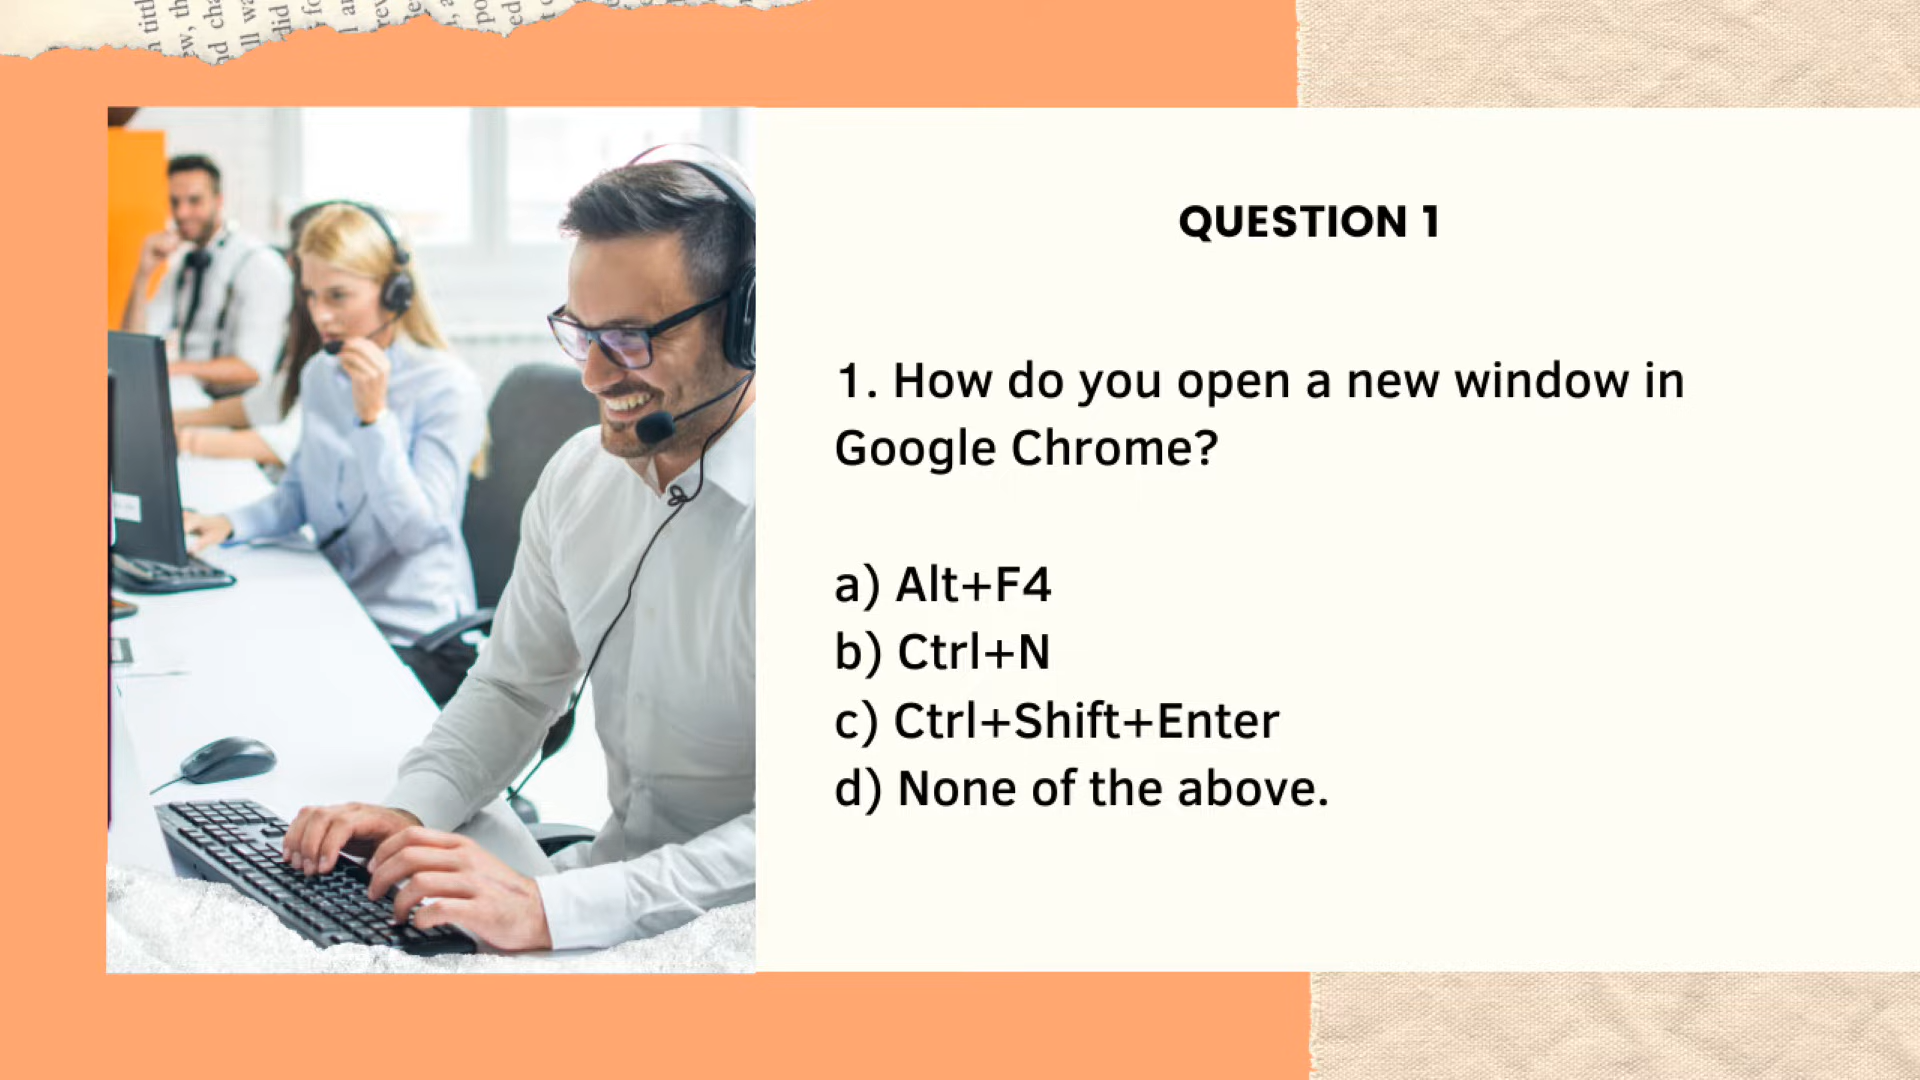 QUESTION 1
1. How do you open a new window in
Google Chrome?
a) Alt+F4
b) Ctrl+N
c) Ctrl+Shift+Enter
d) None of the above.